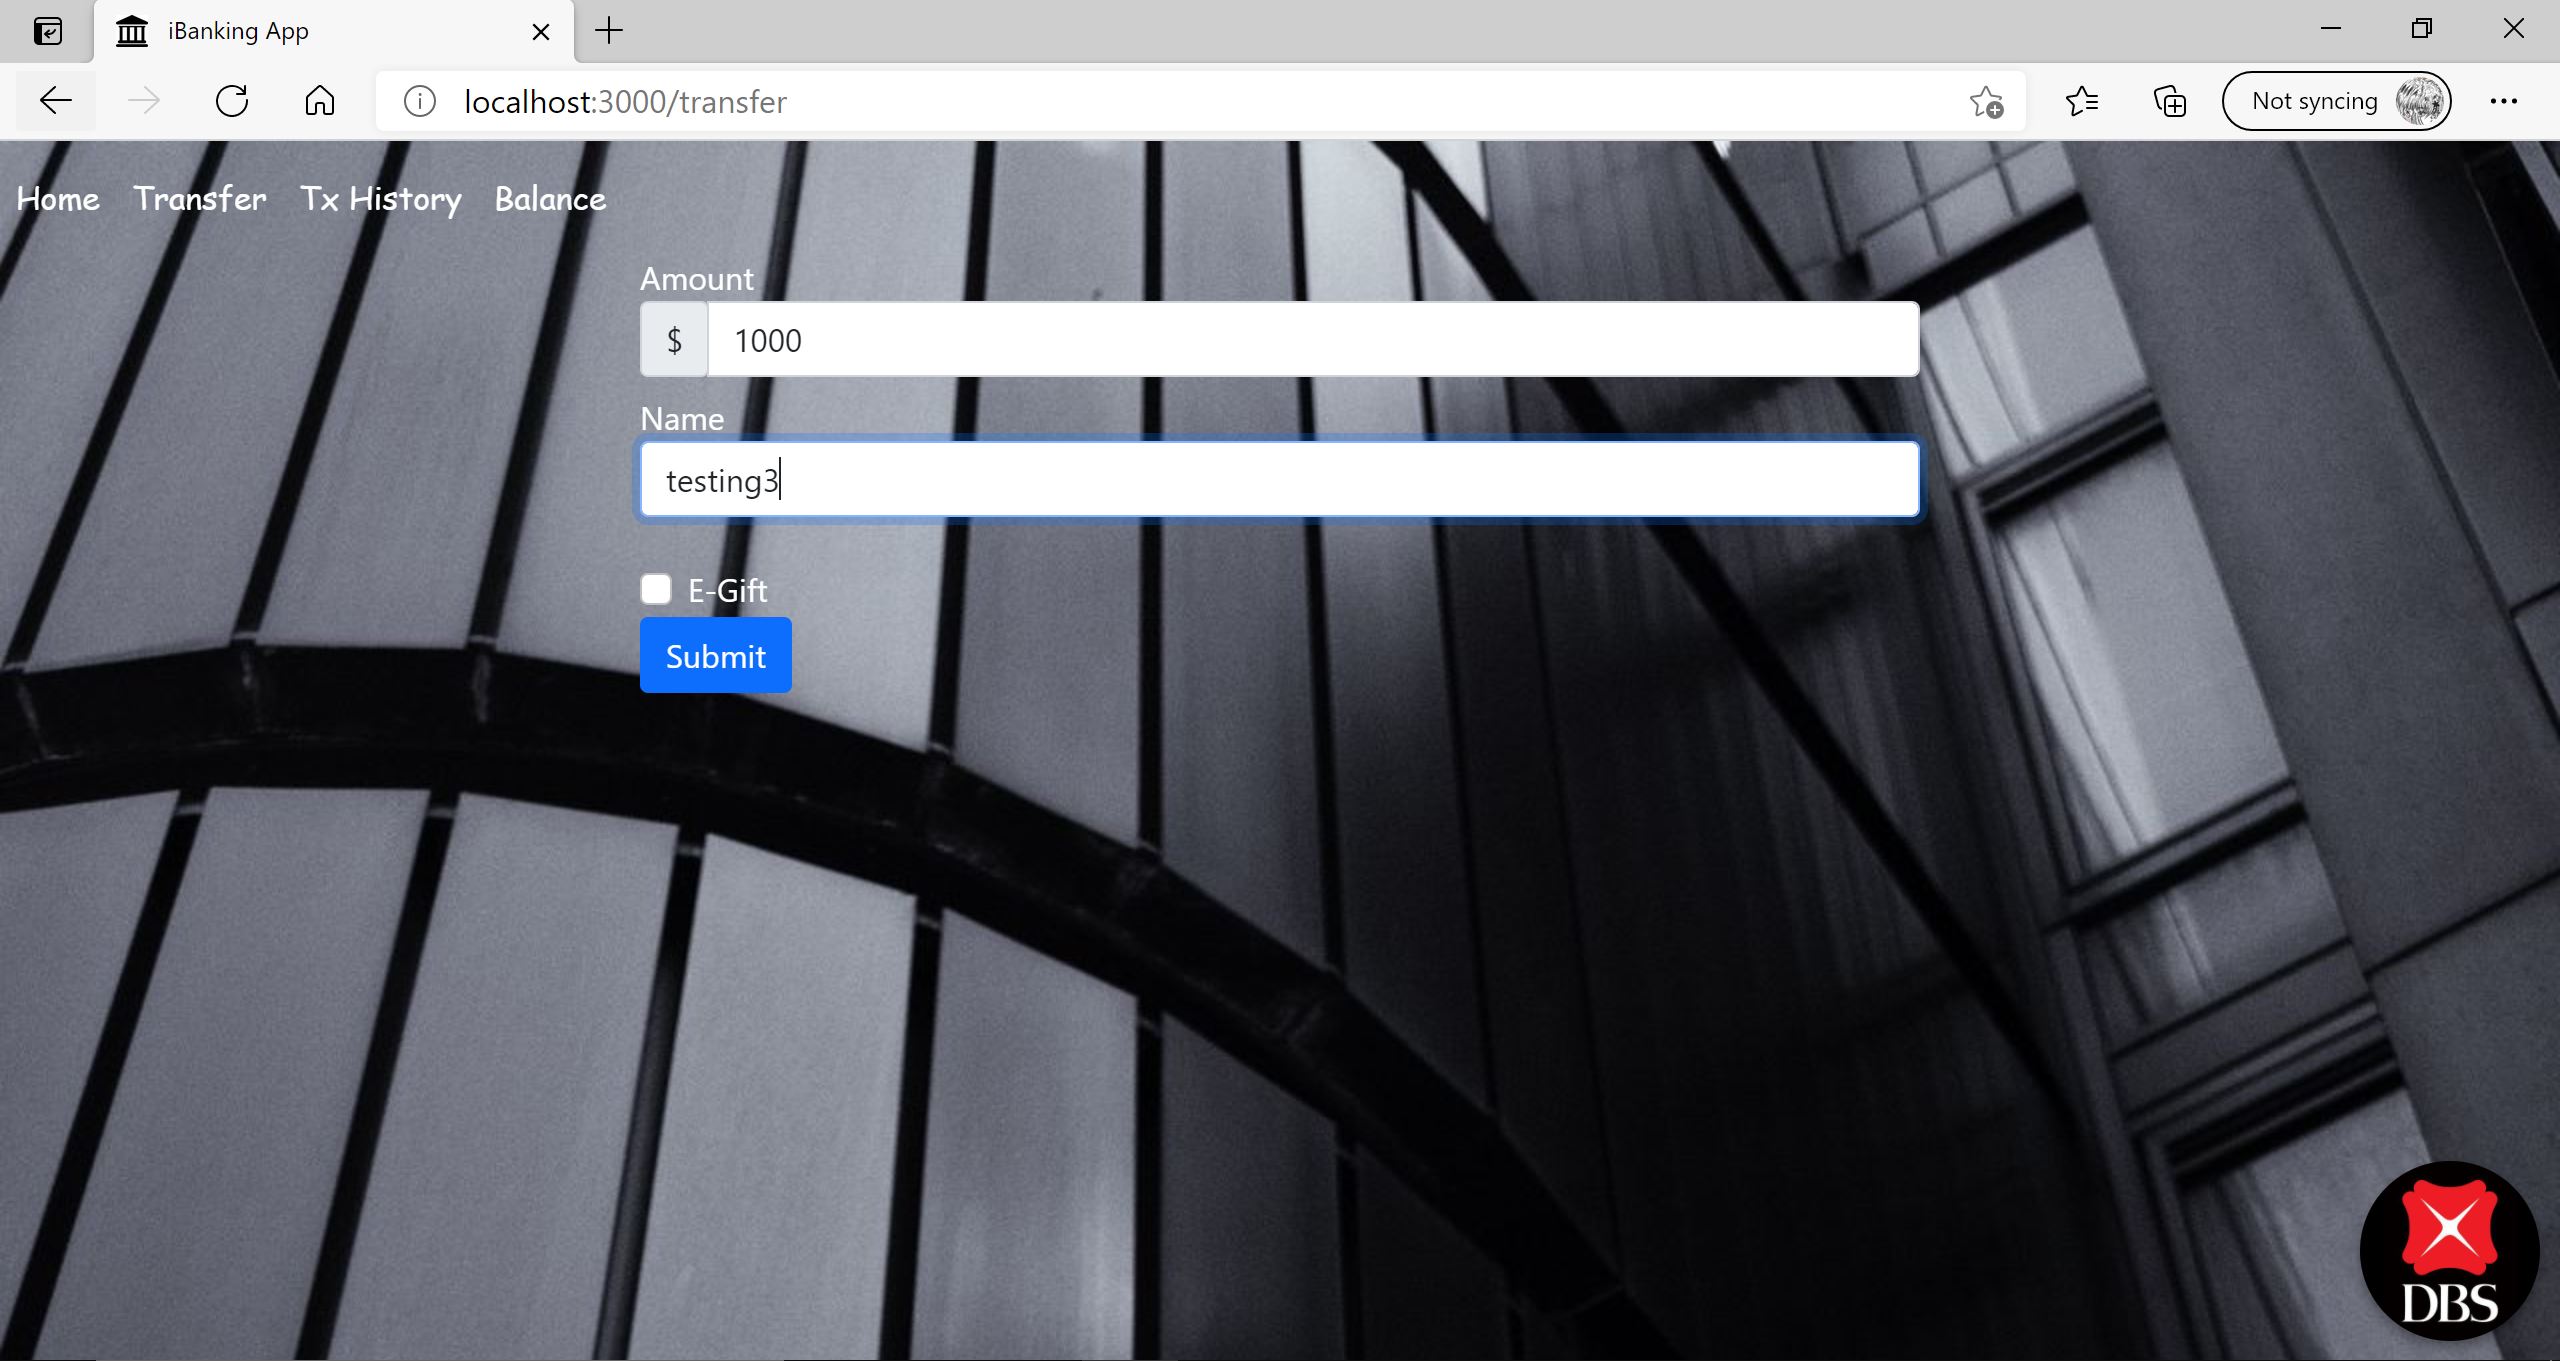 iBanking App
localhost:3000/transfer
Not syncing
Home Transfer Tx History Balance
Amount
$ 1000
Name
testing3
E-Gift
Submit
DBS